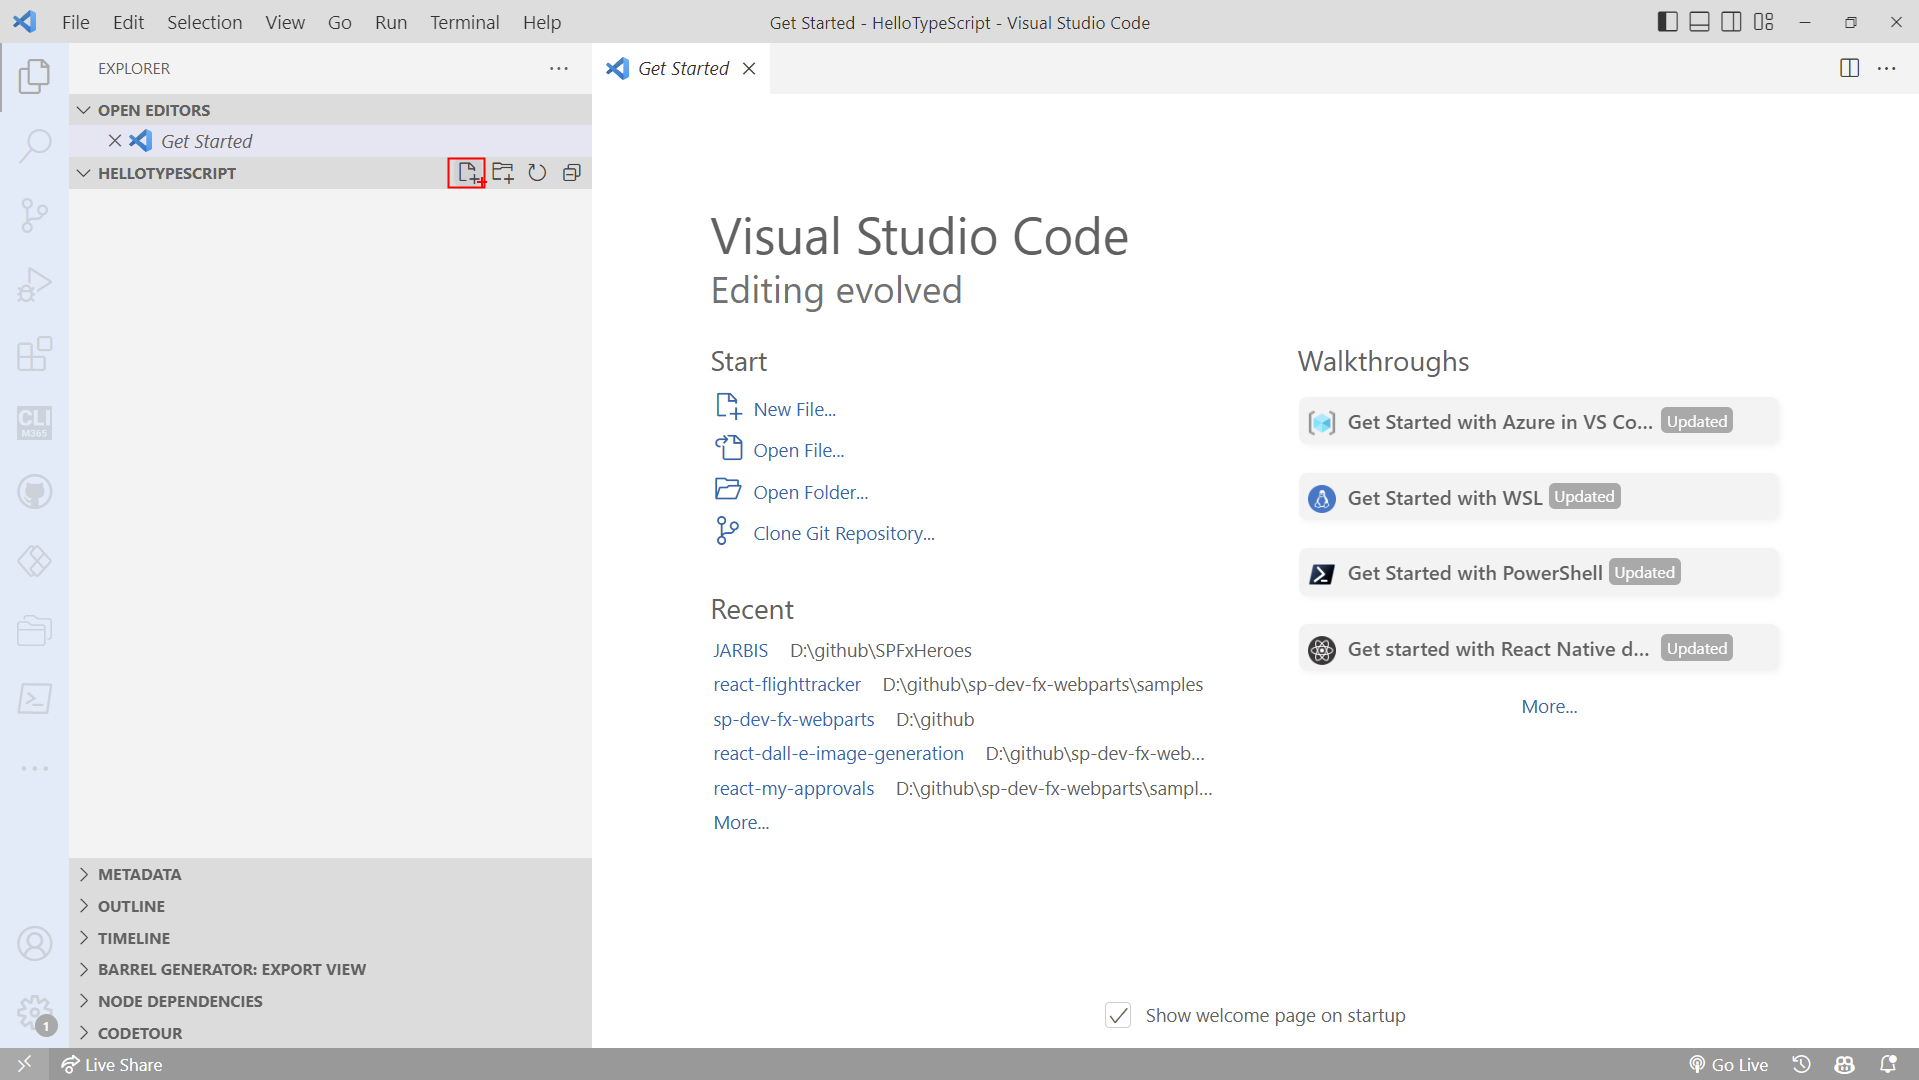 File Edit Selection View Go Run Terminal Help
Get Started - HelloTypeScript - Visual Studio Code
EXPLORER
Get Started
OPEN EDITORS
Get Started
HELLOTYPESCRIPT
Visual Studio Code
Editing evolved
Start
New File...
Open File...
Open Folder...
Clone Git Repository...
Recent
JARBIS D:\github\SPFxHeroes
react-flighttracker D:\github\sp-dev-fx-webparts\samples
sp-dev-fx-webparts D:\github
react-dall-e-image-generation D:\github\sp-dev-fx-web...
react-my-approvals D:\github\sp-dev-fx-webparts\sampl...
More...
Walkthroughs
Get Started with Azure in VS Co... Updated
Get Started with WSL Updated
Get Started with PowerShell Updated
Get started with React Native d... Updated
More...
CLI
M365
METADATA
OUTLINE
TIMELINE
BARREL GENERATOR: EXPORT VIEW
NODE DEPENDENCIES
CODETOUR
1
Show welcome page on startup
Live Share
Go Live